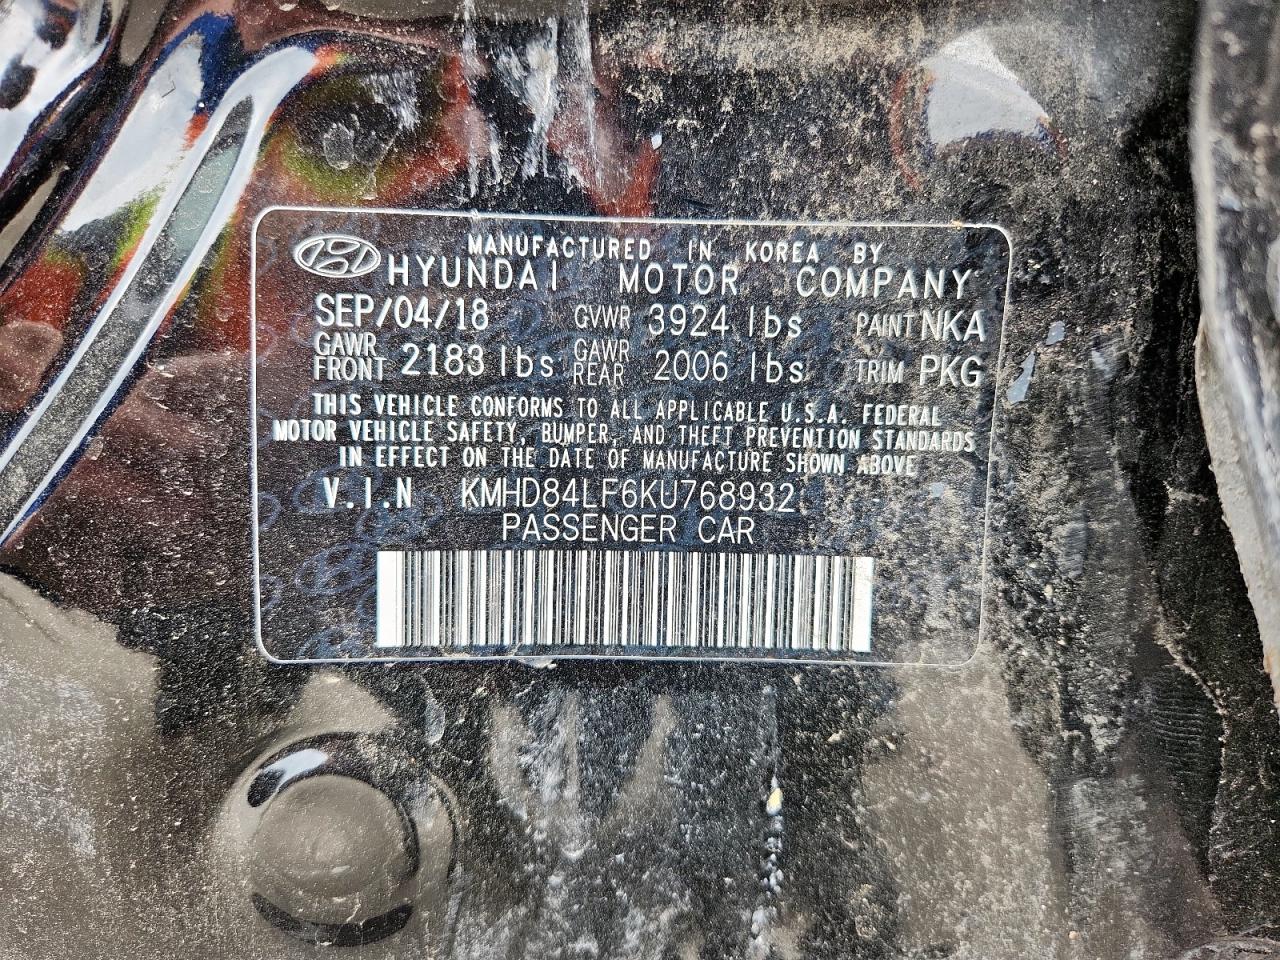 MANUFACTURED IN KOREA BY
HYUNDAI MOTOR COMPANY
SEP/04/18 GVWR 3924 lbs PAINT NKA
GAWR FRONT 2183 lbs GAWR REAR 2006 lbs TRIM PKG
THIS VEHICLE CONFORMS TO ALL APPLICABLE U.S.A. FEDERAL
MOTOR VEHICLE SAFETY, BUMPER, AND THEFT PREVENTION STANDARDS
IN EFFECT ON THE DATE OF MANUFACTURE SHOWN ABOVE
V.I.N KMHD84LF6KU768932
PASSENGER CAR